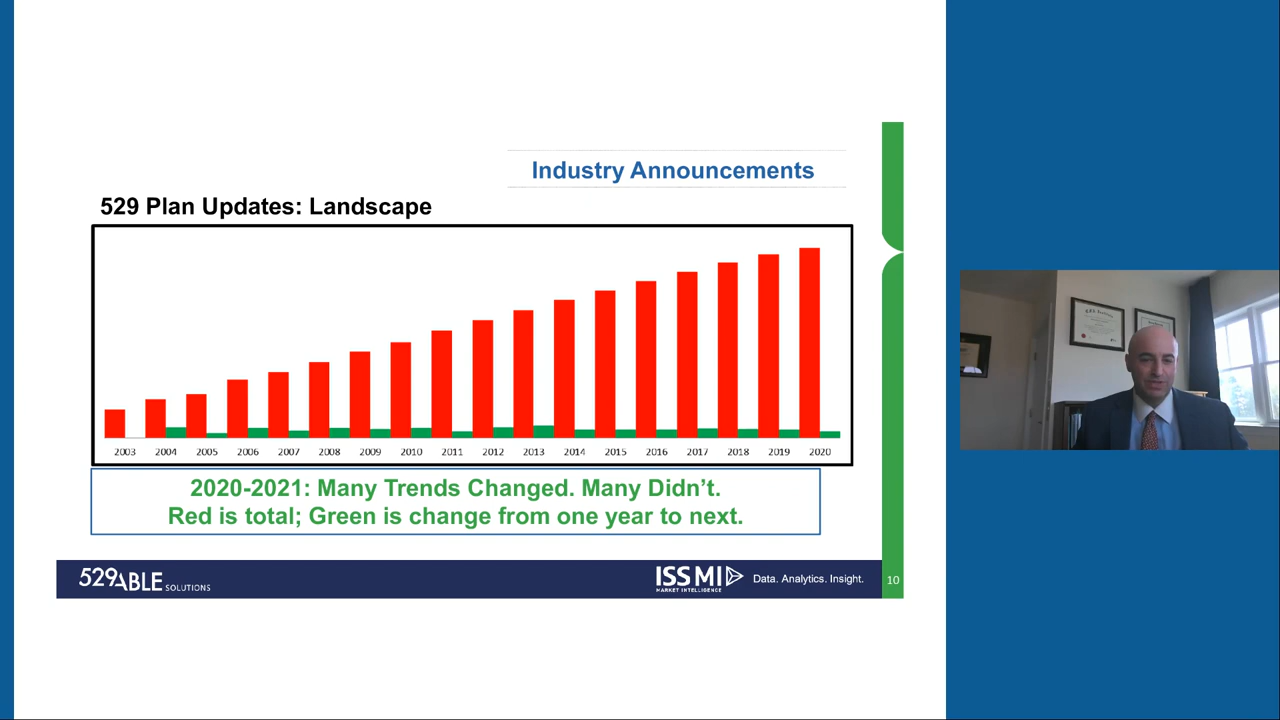 Industry Announcements
529 Plan Updates: Landscape
2003 2004 2005 2006 2007 2008 2009 2010 2011 2012 2013 2014 2015 2016 2017 2018 2019 2020
2020-2021: Many Trends Changed. Many Didn’t.
Red is total; Green is change from one year to next.
529ABLE SOLUTIONS
ISS MI
MARKET INTELLIGENCE
Data. Analytics. Insight.
10